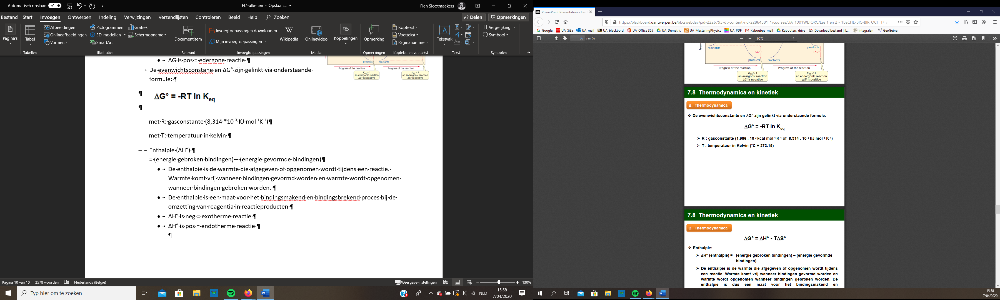 Automatisch opslaan
H7-alkenen - Opslaan...
Fien Slootmaekers
Bestand Start Invoegen Ontwerpen Indeling Verwijzingen Verzendlijsten Controleren Beeld Help Zoeken
Delen Opmerkingen
Pagina's
Tabel
Tabellen
Afbeeldingen
Onlineafbeeldingen
Vormen
Pictogrammen
3D-modellen
SmartArt
Grafiek
Schermopname
Illustraties
Documentitem
Relevant
Invoegtoepassingen downloaden
Mijn invoegtoepassingen
Wikipedia
Invoegtoepassingen
Onlinevideo
Media
Koppelingen
Opmerking
Opmerkingen
Koptekst
Voettekst
Paginanummer
Koptekst en voettekst
Tekstvak
Tekst
Vergelijking
Symbool
Symbolen
● → ΔG·is·pos·=·edergone·reactie·¶
products reactants
Progress of the reaction Progress of the reaction
Keq > 1
an exergonic reaction
ΔG° is negative
Keq < 1
an endergonic reaction
ΔG° is positive
— → De·evenwichtsconstane·en·ΔG°·zijn·gelinkt·via·onderstaande·
formule:·¶
¶ ΔG° = -RT ln Keq
¶
met·R:·gasconstante·(8,314·*10-3·KJ·mol-1K-1)¶
met·T:·temperatuur·in·kelvin·¶
— → Enthalpie·(ΔH°)·¶
=·(energie·gebroken·bindingen)·–·(energie·gevormde·bindingen)¶
● → De·enthalpie·is·de·warmte·die·afgegeven·of·opgenomen·wordt·tijdens·een·reactie.·
Warmte·komt·vrij·wanneer·bindingen·gevormd·worden·en·warmte·wordt·opgenomen·
wanneer·bindingen·gebroken·worden.·¶
● → De·enthalpie·is·een·maat·voor·het·bindingsmakend·en·bindingsbrekend·proces·bij·de·
omzetting·van·reagentia·in·reactieproducten·¶
● → ΔH°·is·neg·=·exotherme·reactie·¶
● → ΔH°·is·pos·=·endotherme·reactie·¶
¶
Pagina 10 van 10 2578 woorden Nederlands (België)
Weergave-instellingen
130%
Typ hier om te zoeken
NLD
15:58
7/04/2020
PowerPoint Presentation - Les
https://blackboard.uantwerpen.be/bbcswebdav/pid-2226793-dt-content-rid-22864581_1/courses/UA_1001WETORC/Les 1 en 2 - 1BaCHE-BIC-BIR_OCI_H7
Google UA_SiSa UA_mail UA_blackbord UA_Office 365 UA_Demetris UA_MasteringPhysics UA_PDF Kabouters_mail Kabouters_drive Download bestand | iL... integralen GeoGebra
36 van 52
60%
Free
reactants
-ΔG°
products
reactants
products
+ΔG°
Progress of the reaction Progress of the reaction
Keq > 1
an exergonic reaction
ΔG° is negative
Keq < 1
an endergonic reaction
ΔG° is positive
7.8 Thermodynamica en kinetiek
B. Thermodynamica
❖ De evenwichtsconstante en ΔG° zijn gelinkt via onderstaande formule:
ΔG° = -RT ln Keq
➢ R : gasconstante (1.986 . 10-3 kcal mol-1 K-1 of 8.314 . 10-3 kJ mol-1 K-1)
➢ T : temperatuur in Kelvin (°C + 273.15)
7.8 Thermodynamica en kinetiek
B. Thermodynamica
ΔG° = ΔH° - TΔS°
❖ Enthalpie:
➢ ΔH° (enthalpie) = (energie gebroken bindingen) – (energie gevormde
bindingen)
➢ De enthalpie is de warmte die afgegeven of opgenomen wordt tijdens
een reactie. Warmte komt vrij wanneer bindingen gevormd worden en
warmte wordt opgenomen wanneer bindingen gebroken worden. De
enthalpie is dus een maat voor het bindingsmakend en
15:58
7/04/2020